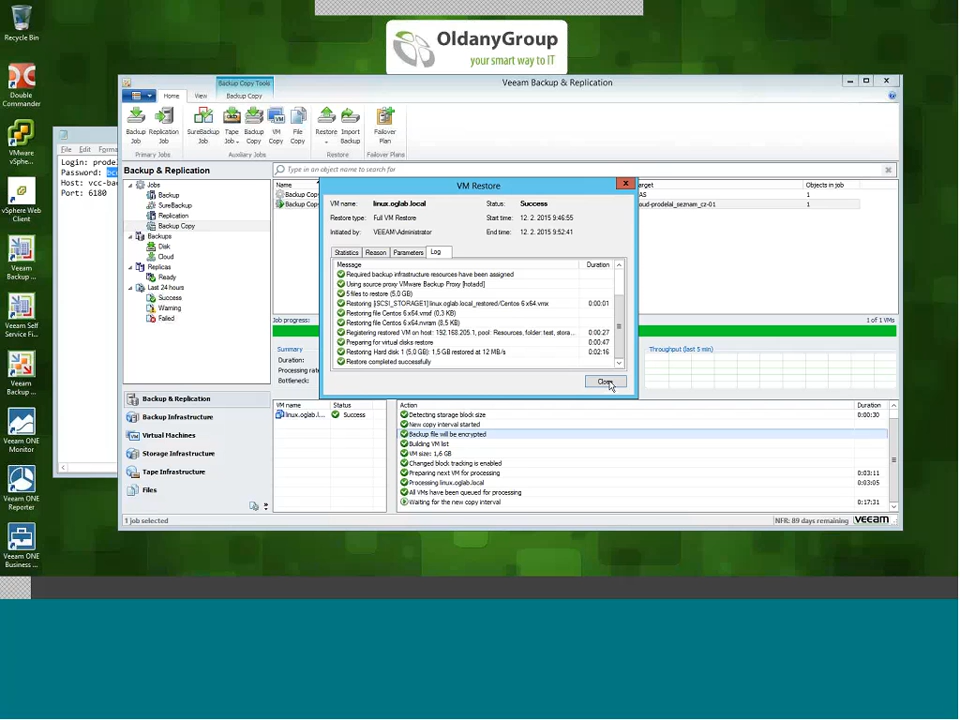 Recycle Bin
Double
Commander
VMware
vSphe...
vSphere Web
Client
Veeam
Backup ...
Veeam Self
Service Fi...
Veeam
Backup ...
Veeam ONE
Monitor
Veeam ONE
Reporter
Veeam ONE
Business ...
OldanyGroup
your smart way to IT
File Edit Forma
Login: prode
Password:
Host: vcc-ba
Port: 6180
Backup Copy Tools
Veeam Backup & Replication
Home View Backup Copy
Backup
Job
Replication
Job
SureBackup
Job
Tape
Job
Backup
Copy
VM
Copy
File
Copy
Restore
Import
Backup
Failover
Plan
Primary Jobs Auxiliary Jobs Restore Failover Plans
Backup & Replication
Type in an object name to search for
Jobs
Backup
SureBackup
Replication
Backup Copy
Backups
Disk
Cloud
Replicas
Ready
Last 24 hours
Success
Warning
Failed
Name
Backup Cop
Backup Cop
arget Objects in job
AS 1
oud-prodelal_seznam_cz-01 1
VM Restore
VM name: linux.oglab.local Status: Success
Restore type: Full VM Restore Start time: 12. 2. 2015 9:46:55
Initiated by: VEEAM\Administrator End time: 12. 2. 2015 9:52:41
Statistics Reason Parameters Log
Message Duration
Required backup infrastructure resources have been assigned
Using source proxy VMware Backup Proxy [hotadd]
5 files to restore (5,0 GB)
Restoring [ISCSI_STORAGE1] linux.oglab.local_restored/Centos 6 x64.vmx 0:00:01
Restoring file Centos 6 x64.vmxf (0.3 KB)
Restoring file Centos 6 x64.nvram (8,5 KB)
Registering restored VM on host: 192.168.205.1, pool: Resources, folder: test, stora... 0:00:27
Preparing for virtual disks restore 0:00:47
Restoring Hard disk 1 (5,0 GB): 1,5 GB restored at 12 MB/s 0:02:16
Restore completed successfully
Close
Job progress: 1 of 1 VMs
Summary
Duration:
Processing rate
Bottleneck:
Throughput (last 5 min)
Backup & Replication
Backup Infrastructure
Virtual Machines
Storage Infrastructure
Tape Infrastructure
Files
VM name Status
linux.oglab.l... Success
Action Duration
Detecting storage block size 0:00:30
New copy interval started
Backup file will be encrypted
Building VM list
VM size: 1,6 GB
Changed block tracking is enabled
Preparing next VM for processing 0:03:11
Processing linux.oglab.local 0:03:05
All VMs have been queued for processing
Waiting for the new copy interval 0:17:31
1 job selected
NFR: 89 days remaining
veeam